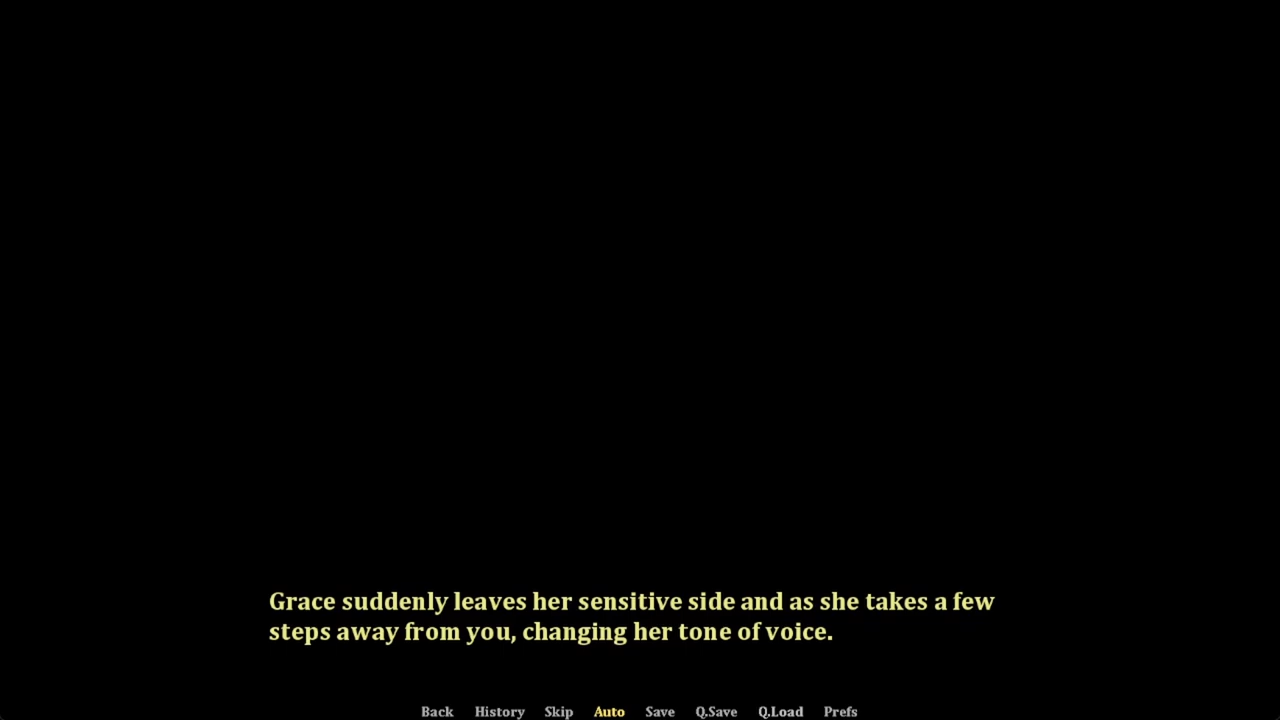 Grace suddenly leaves her sensitive side and as she takes a few
steps away from you, changing her tone of voice.
Back History Skip Auto Save Q.Save Q.Load Prefs